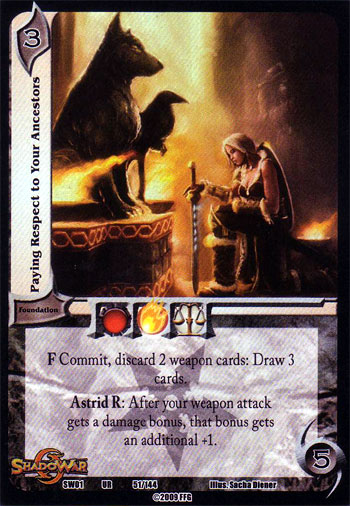 3
Paying Respect to Your Ancestors
Foundation
F Commit, discard 2 weapon cards: Draw 3
cards.
Astrid R: After your weapon attack
gets a damage bonus, that bonus gets
an additional +1.
5
ShadoWar
SW01 UR 51/144 Illus. Sacha Diener
©2009 FFG